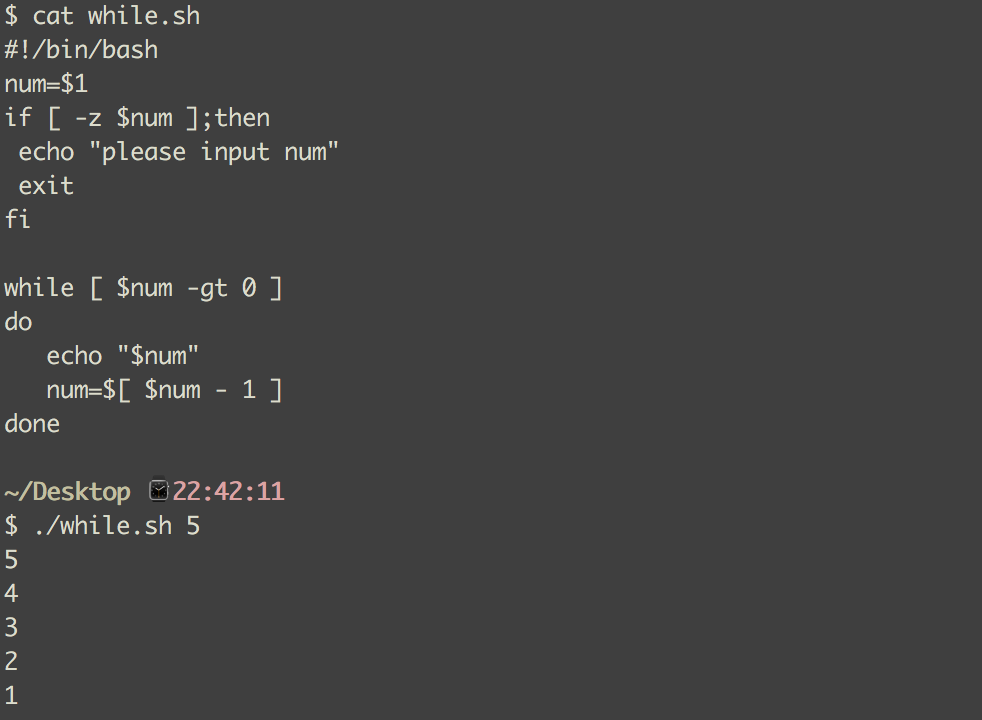 $ cat while.sh
#!/bin/bash
num=$1
if [ -z $num ];then
 echo "please input num"
 exit
fi

while [ $num -gt 0 ]
do
   echo "$num"
   num=$[ $num - 1 ]
done

~/Desktop 22:42:11
$ ./while.sh 5
5
4
3
2
1